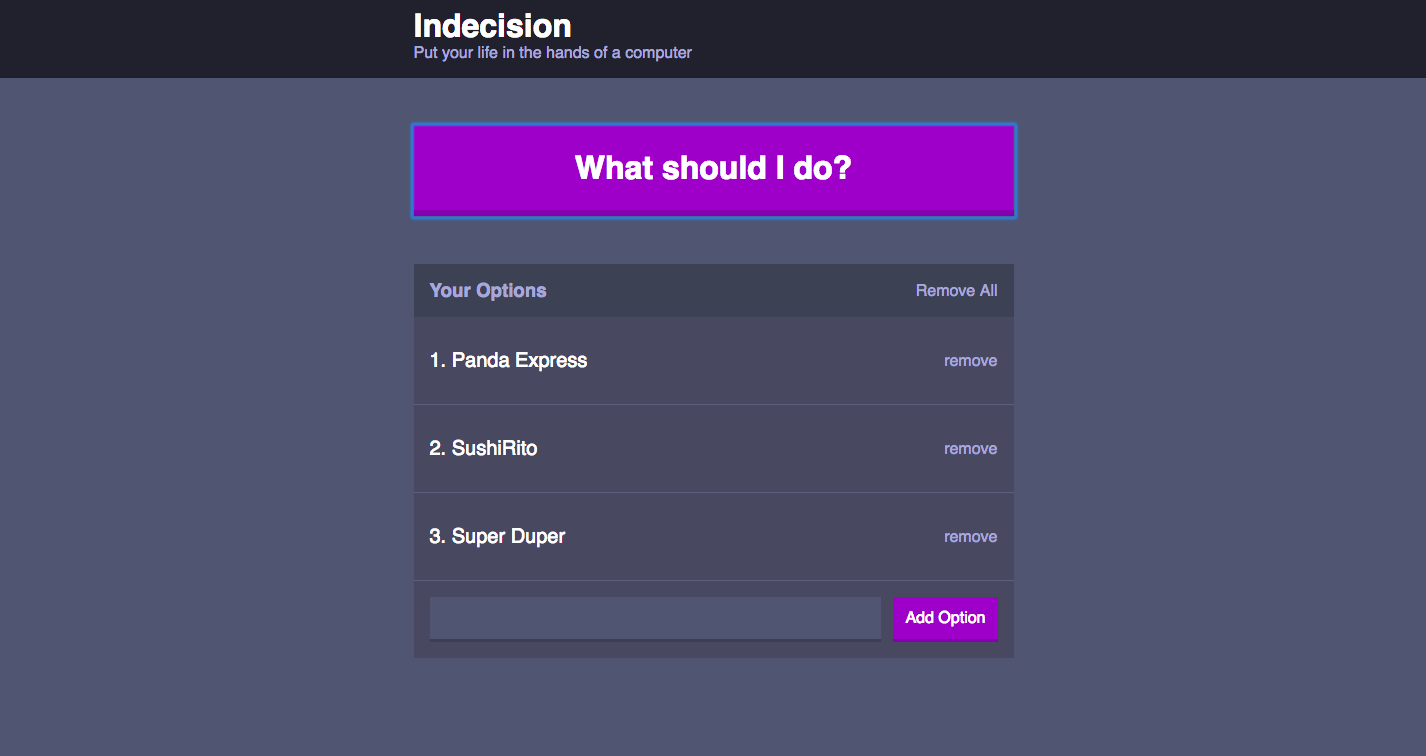 Indecision
Put your life in the hands of a computer
What should I do?
Your Options Remove All
1. Panda Express remove
2. SushiRito remove
3. Super Duper remove
Add Option